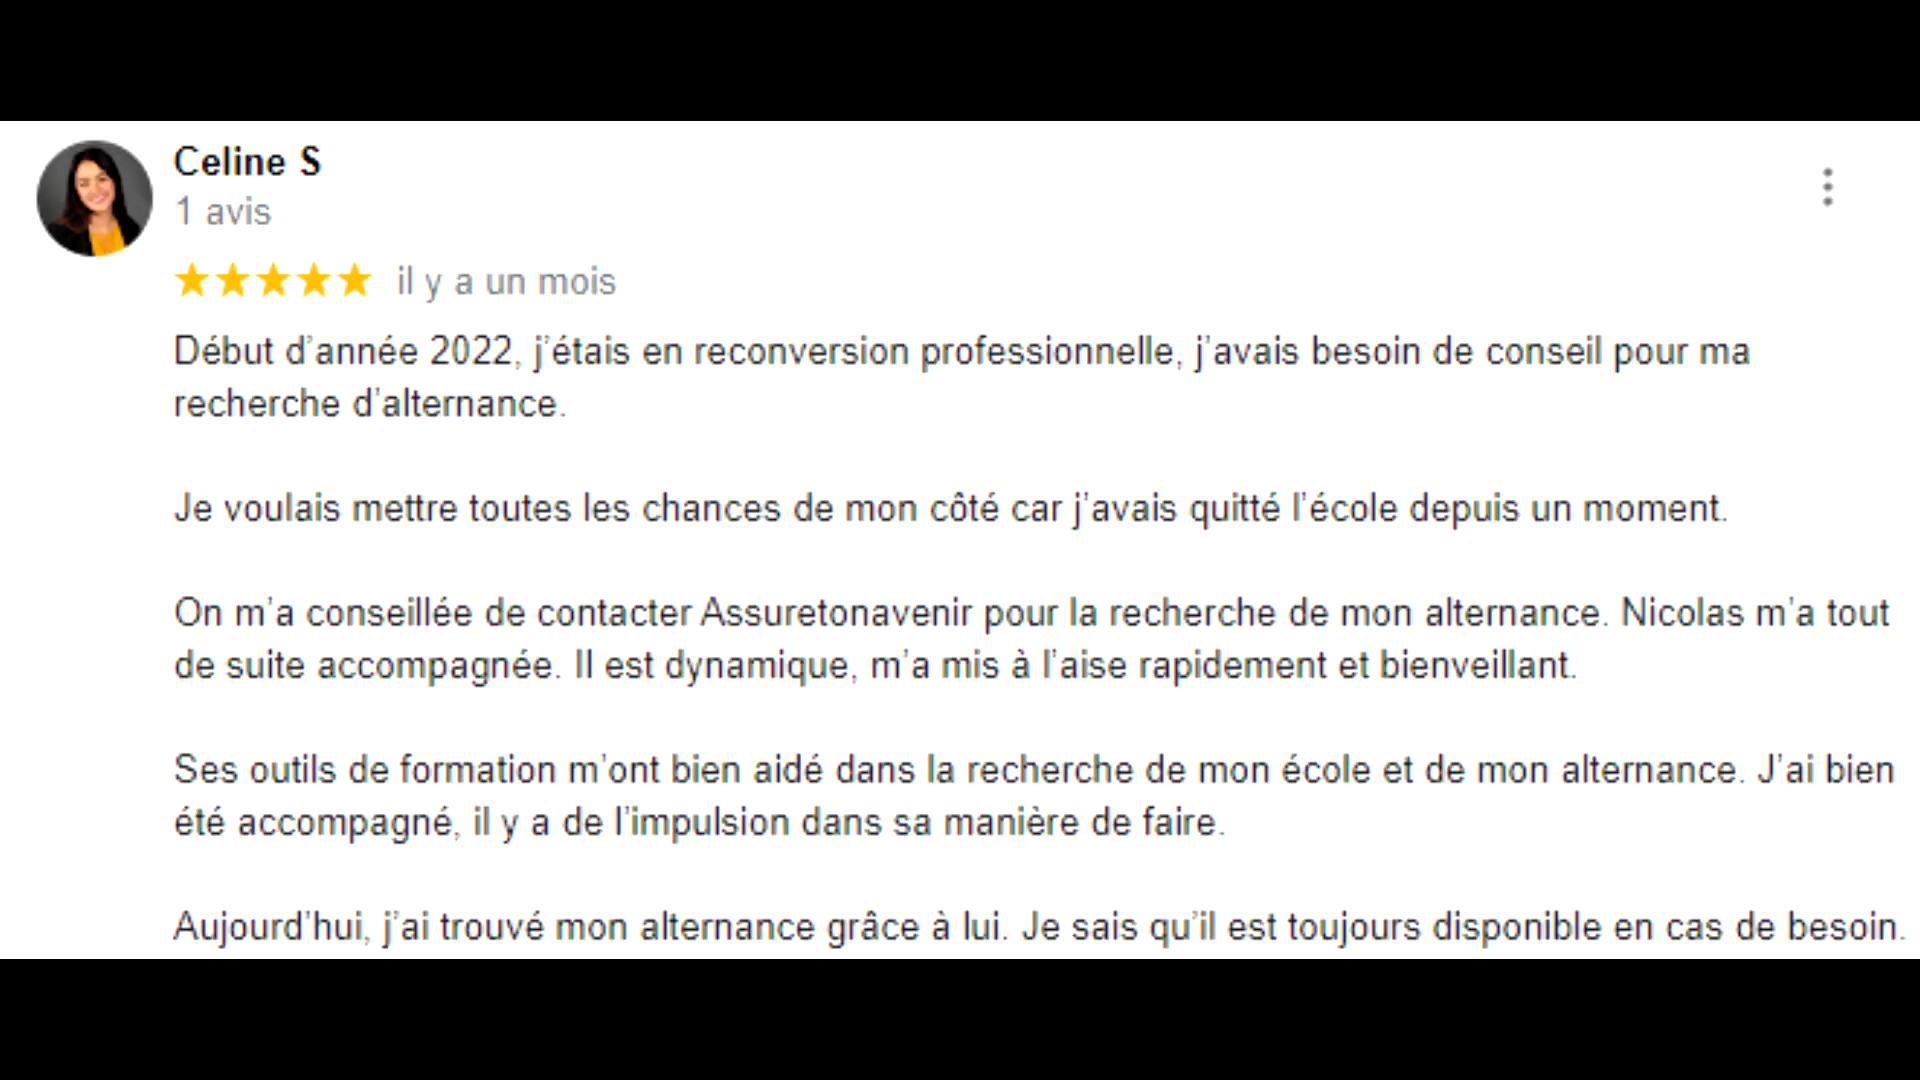 Celine S
1 avis
il y a un mois
Début d'année 2022, j'étais en reconversion professionnelle, j'avais besoin de conseil pour ma
recherche d'alternance.
Je voulais mettre toutes les chances de mon côté car j'avais quitté l'école depuis un moment.
On m'a conseillée de contacter Assuretonavenir pour la recherche de mon alternance. Nicolas m'a tout
de suite accompagnée. Il est dynamique, m'a mis à l'aise rapidement et bienveillant.
Ses outils de formation m'ont bien aidé dans la recherche de mon école et de mon alternance. J'ai bien
été accompagné, il y a de l'impulsion dans sa manière de faire.
Aujourd'hui, j'ai trouvé mon alternance grâce à lui. Je sais qu'il est toujours disponible en cas de besoin.